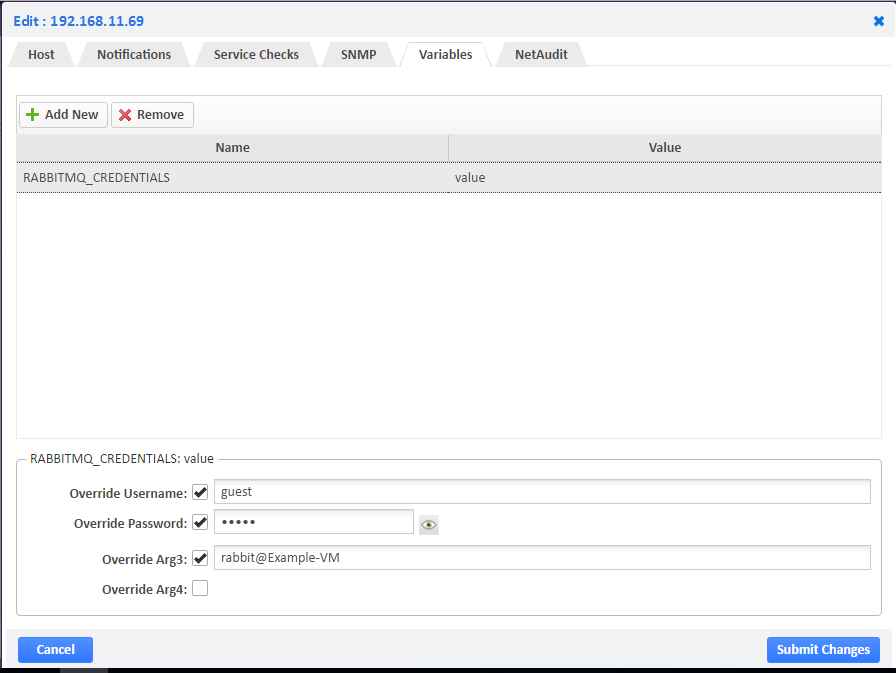 Edit : 192.168.11.69
Host Notifications Service Checks SNMP Variables NetAudit
Add New Remove
Name Value
RABBITMQ_CREDENTIALS value
RABBITMQ_CREDENTIALS: value
Override Username: guest
Override Password: •••••
Override Arg3: rabbit@Example-VM
Override Arg4:
Cancel Submit Changes